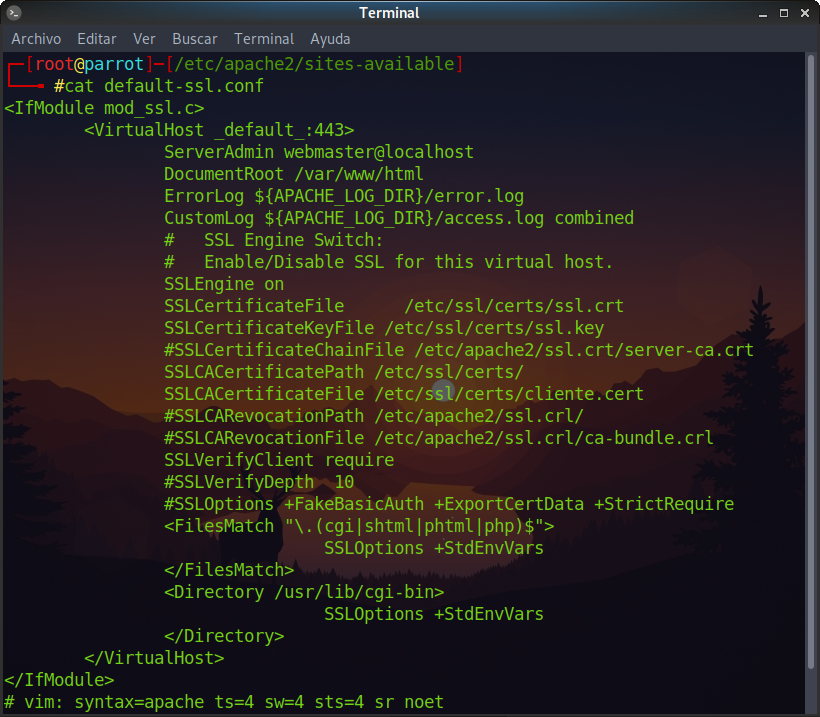 Terminal
Archivo Editar Ver Buscar Terminal Ayuda
[root@parrot]─[/etc/apache2/sites-available]
#cat default-ssl.conf
<IfModule mod_ssl.c>
<VirtualHost _default_:443>
ServerAdmin webmaster@localhost
DocumentRoot /var/www/html
ErrorLog ${APACHE_LOG_DIR}/error.log
CustomLog ${APACHE_LOG_DIR}/access.log combined
#   SSL Engine Switch:
#   Enable/Disable SSL for this virtual host.
SSLEngine on
SSLCertificateFile      /etc/ssl/certs/ssl.crt
SSLCertificateKeyFile /etc/ssl/certs/ssl.key
#SSLCertificateChainFile /etc/apache2/ssl.crt/server-ca.crt
SSLCACertificatePath /etc/ssl/certs/
SSLCACertificateFile /etc/ssl/certs/cliente.cert
#SSLCARevocationPath /etc/apache2/ssl.crl/
#SSLCARevocationFile /etc/apache2/ssl.crl/ca-bundle.crl
SSLVerifyClient require
#SSLVerifyDepth  10
#SSLOptions +FakeBasicAuth +ExportCertData +StrictRequire
<FilesMatch "\.(cgi|shtml|phtml|php)$">
SSLOptions +StdEnvVars
</FilesMatch>
<Directory /usr/lib/cgi-bin>
SSLOptions +StdEnvVars
</Directory>
</VirtualHost>
</IfModule>
# vim: syntax=apache ts=4 sw=4 sts=4 sr noet